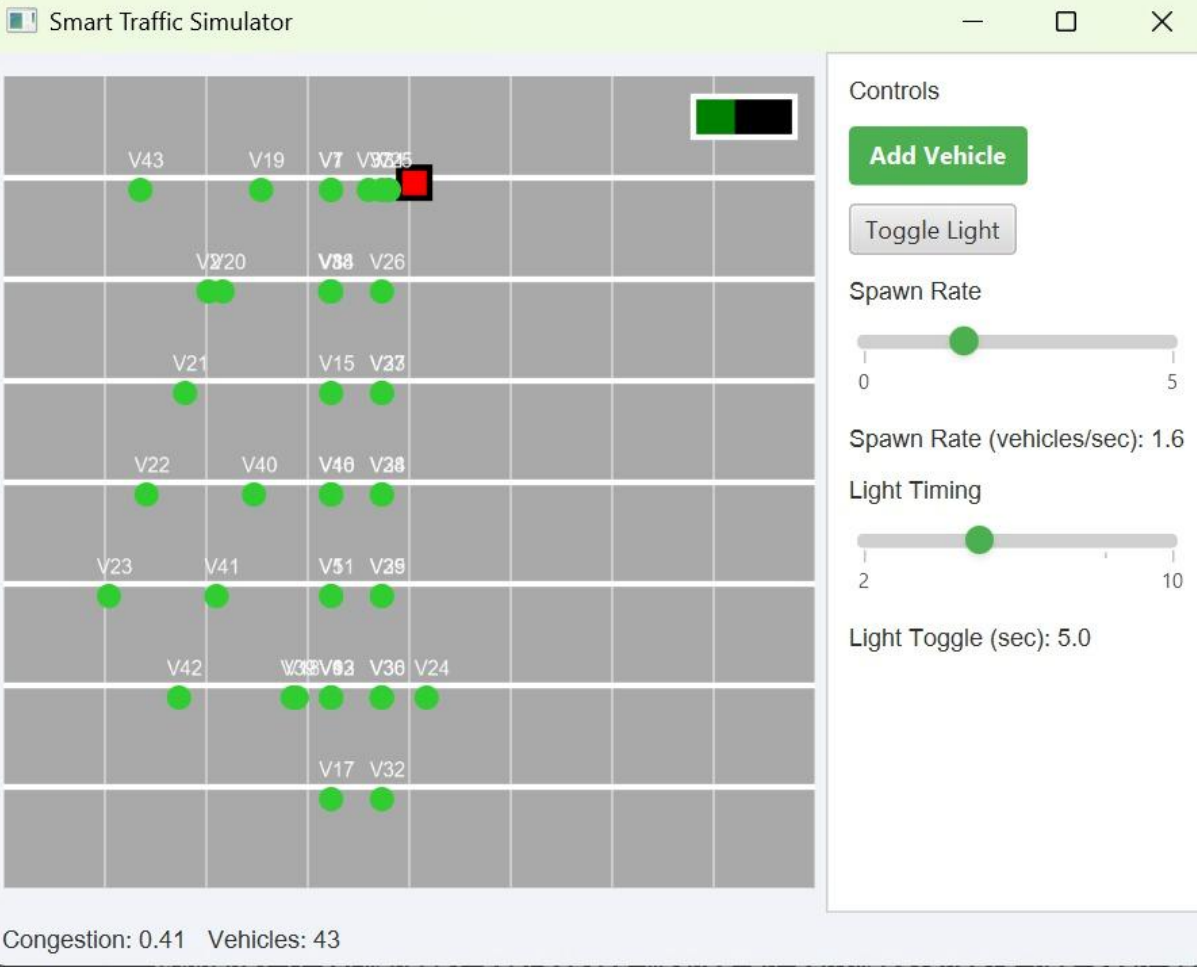 Smart Traffic Simulator
Controls
Add Vehicle
Toggle Light
Spawn Rate
0 5
Spawn Rate (vehicles/sec): 1.6
Light Timing
2 10
Light Toggle (sec): 5.0
V43 V19
V20 V26
V21 V15
V22 V40
V23 V41
V42 V24
V17 V32
Congestion: 0.41 Vehicles: 43